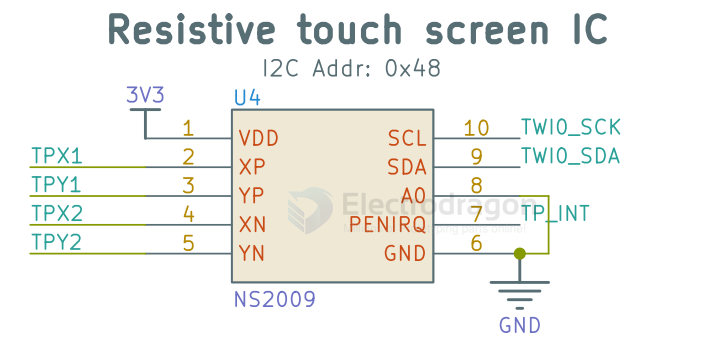 Resistive touch screen IC
I2C Addr: 0x48
3V3
U4
1 VDD SCL 10 TWI0_SCK
TPX1 2 XP SDA 9 TWI0_SDA
TPY1 3 YP A0 8
Electrodragon
TPX2 4 XN PENIRQ 7 TP_INT
TPY2 5 YN GND 6
NS2009
GND